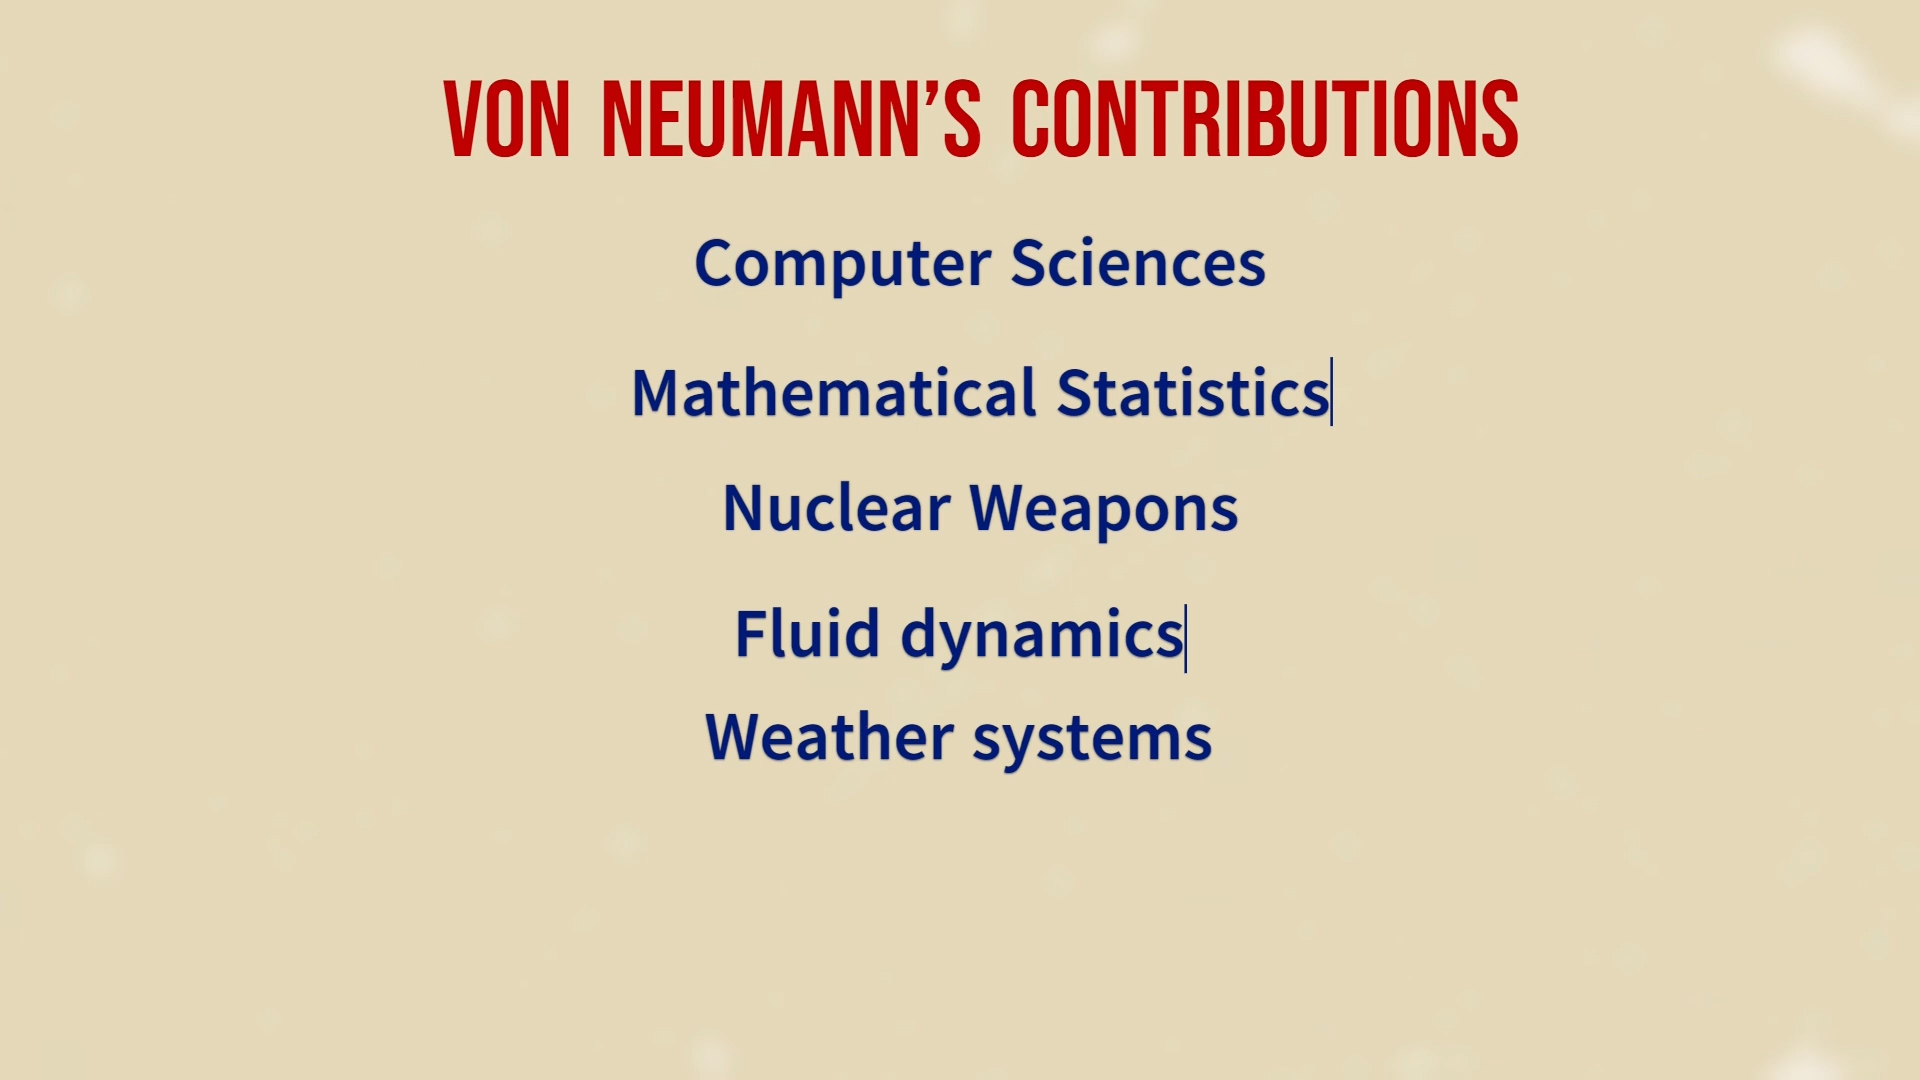 VON NEUMANN’S CONTRIBUTIONS
Computer Sciences
Mathematical Statistics
Nuclear Weapons
Fluid dynamics
Weather systems